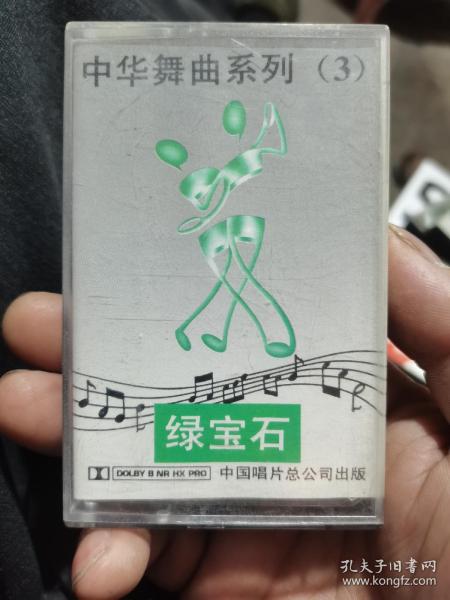 中华舞曲系列（3）
绿宝石
DOLBY B NR HX PRO 中国唱片总公司出版
孔夫子旧书网
www.kongfz.com